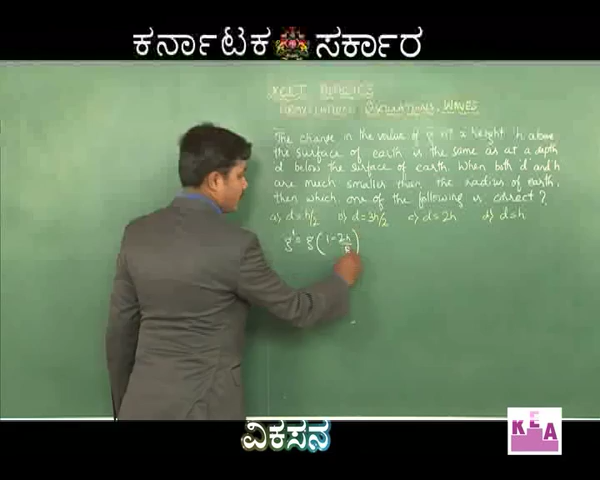 ಕರ್ನಾಟಕ ಸರ್ಕಾರ
KCET PHYSICS
GRAVITATION, OSCILLATIONS, WAVES
The change in the value of 'g' at a height 'h' above
the surface of earth is the same as at a depth
'd' below the surface of earth. When both 'd' and 'h'
are much smaller than the radius of earth,
then which one of the following is correct?
a) d=h/2 b) d=3h/2 c) d=2h d) d=h
g' = g(1-2h/R)
ವಿಕಸನ
KEA